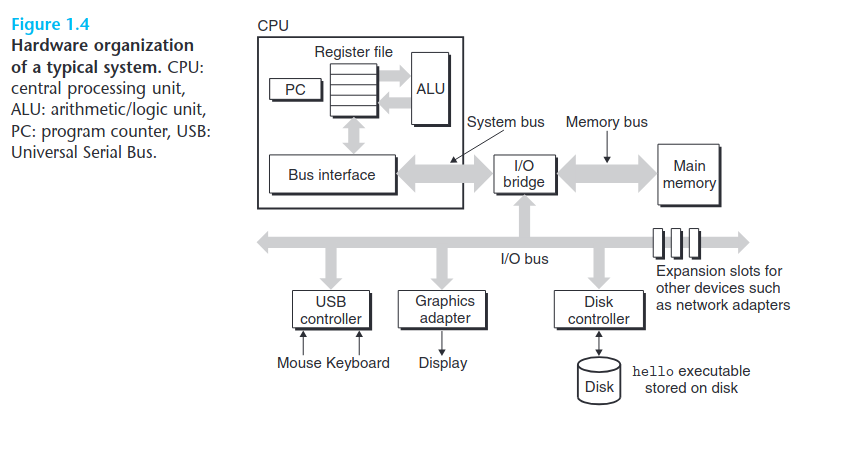 Figure 1.4
Hardware organization
of a typical system. CPU:
central processing unit,
ALU: arithmetic/logic unit,
PC: program counter, USB:
Universal Serial Bus.
CPU
Register file
PC
ALU
System bus
Memory bus
Bus interface
I/O
bridge
Main
memory
I/O bus
Expansion slots for
other devices such
as network adapters
USB
controller
Graphics
adapter
Disk
controller
Mouse Keyboard
Display
Disk
hello executable
stored on disk